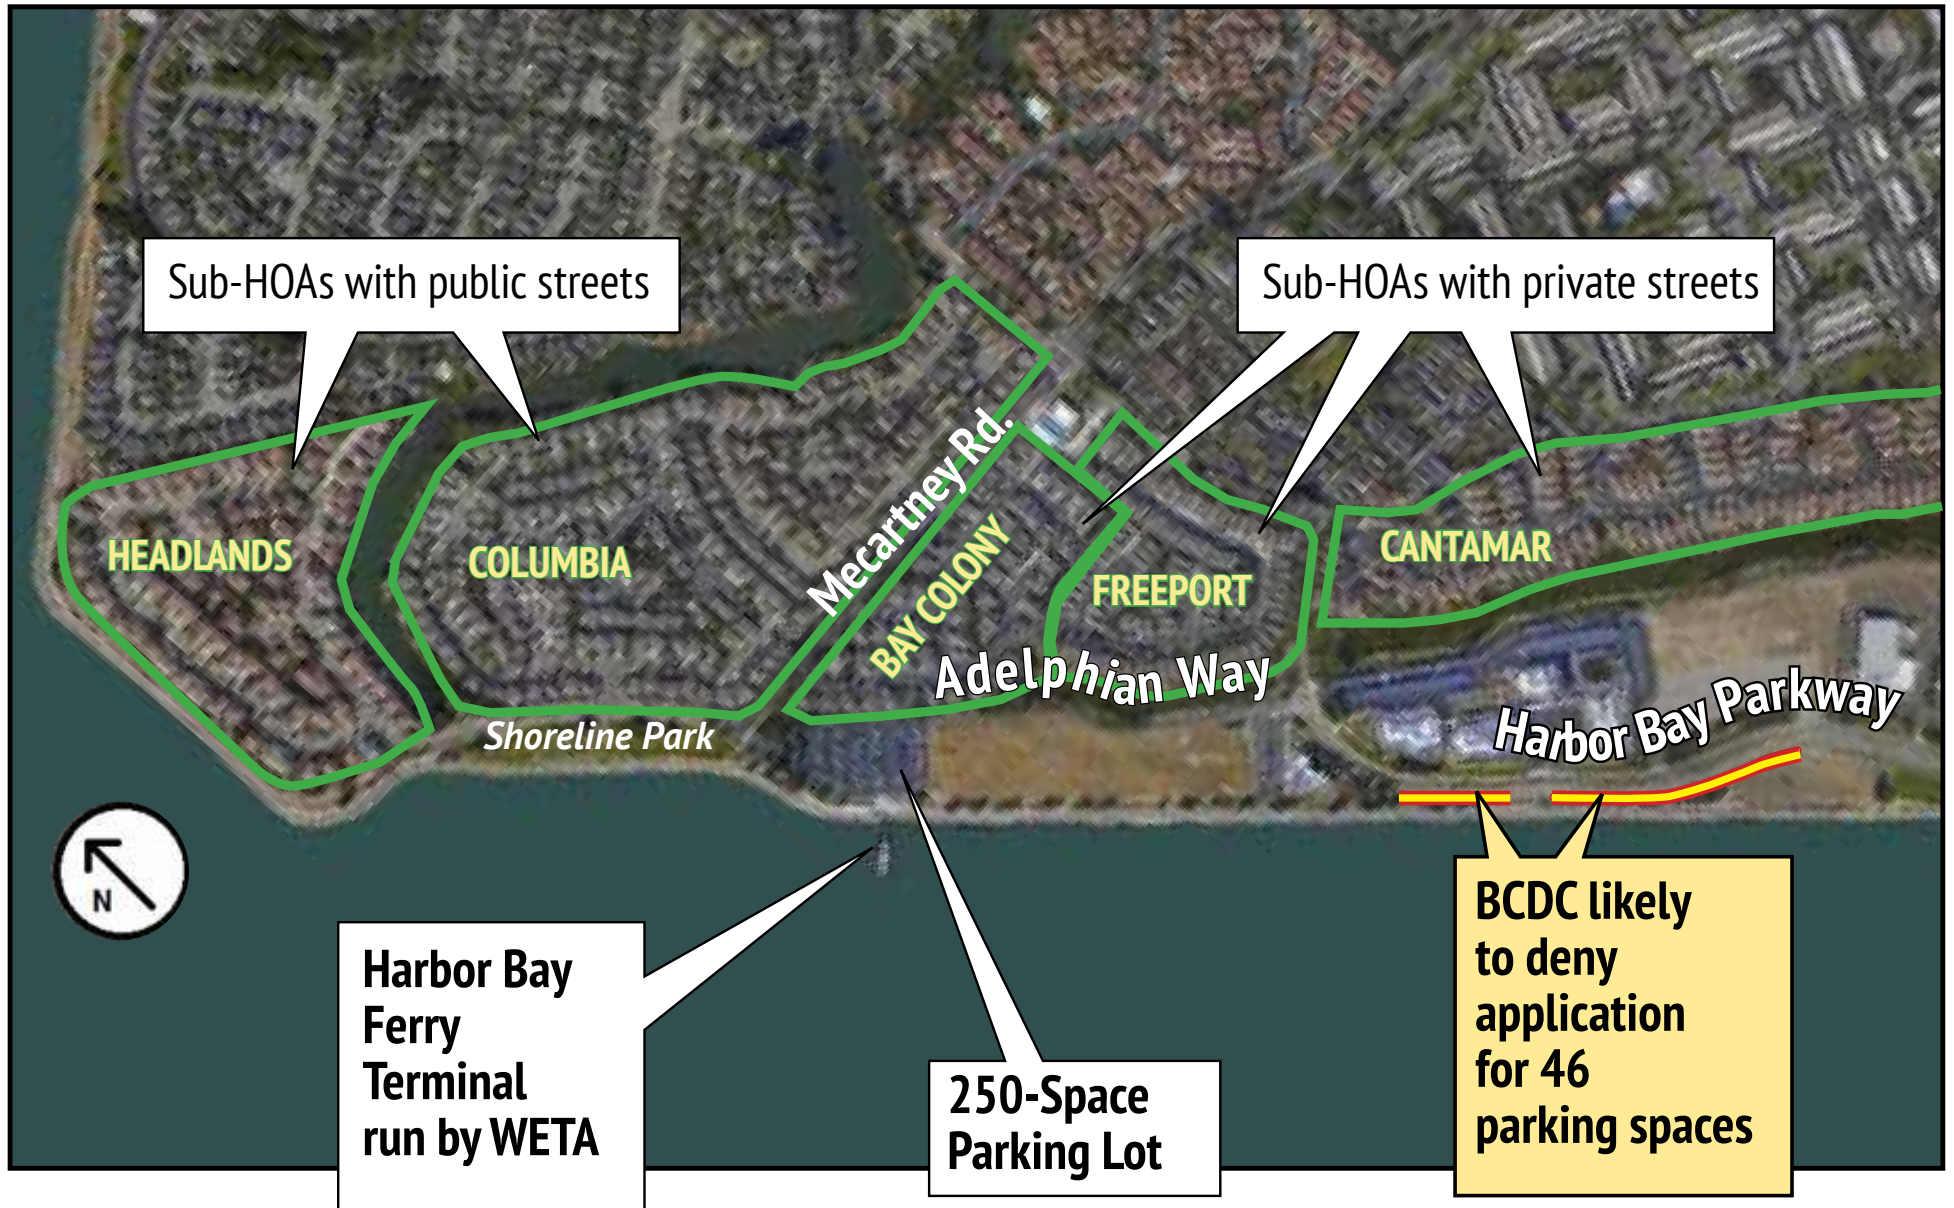 Sub-HOAs with public streets
Sub-HOAs with private streets
HEADLANDS
COLUMBIA
Mecartney Rd.
BAY COLONY
FREEPORT
CANTAMAR
Adelphian Way
Shoreline Park
Harbor Bay Parkway
N
Harbor Bay
Ferry
Terminal
run by WETA
250-Space
Parking Lot
BCDC likely
to deny
application
for 46
parking spaces